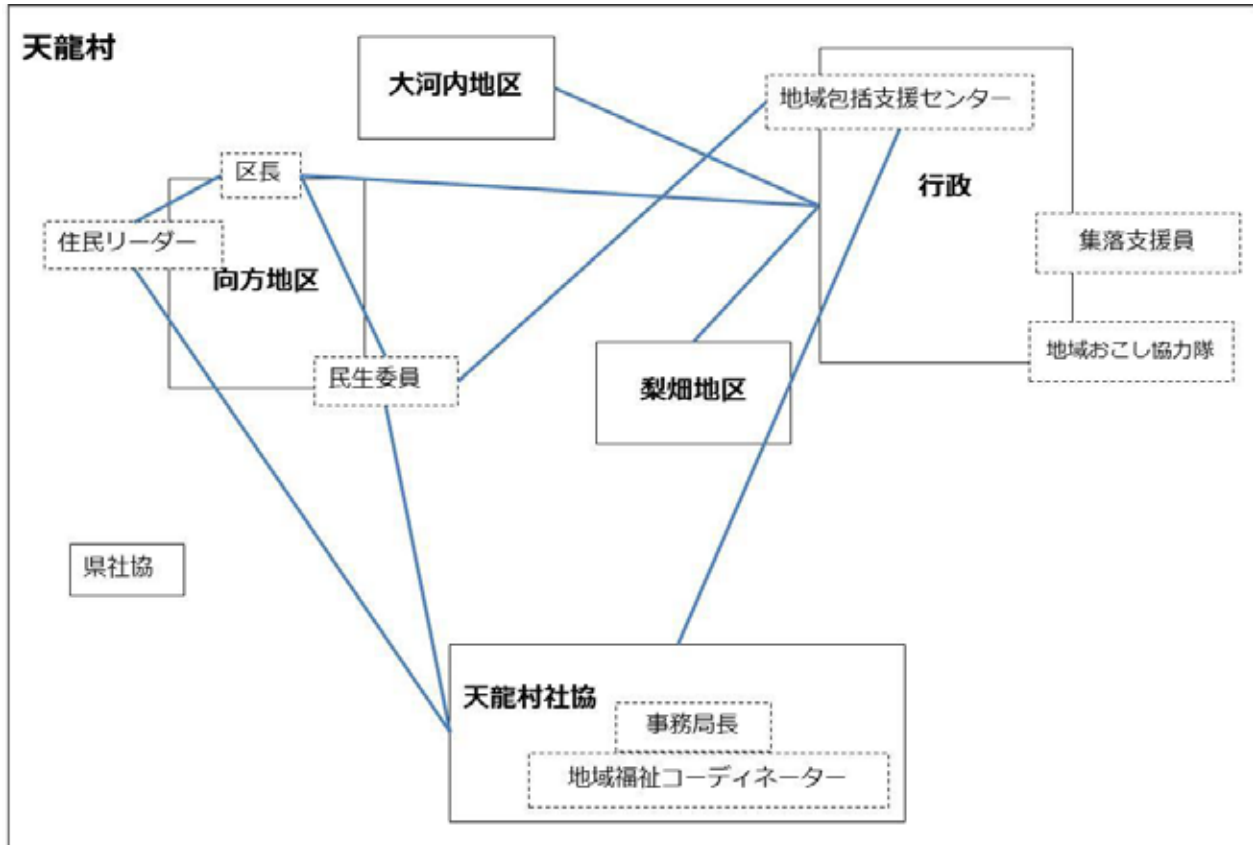 天龍村
大河内地区
地域包括支援センター
区長
行政
住民リーダー
集落支援員
向方地区
地域おこし協力隊
民生委員
梨畑地区
県社協
天龍村社協
事務局長
地域福祉コーディネーター